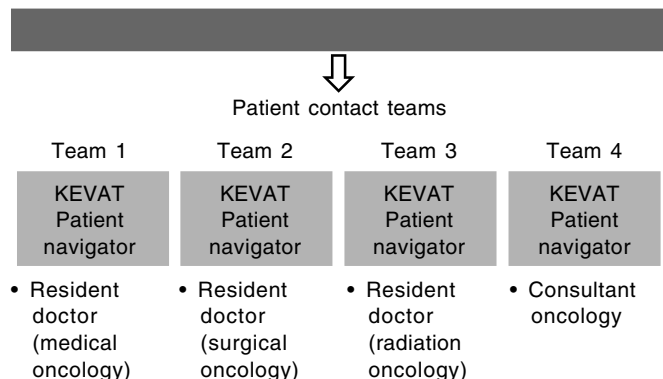 Patient contact teams
Team 1 Team 2 Team 3 Team 4
KEVAT
Patient
navigator
KEVAT
Patient
navigator
KEVAT
Patient
navigator
KEVAT
Patient
navigator
• Resident
doctor
(medical
oncology)
• Resident
doctor
(surgical
oncology)
• Resident
doctor
(radiation
oncology)
• Consultant
oncology